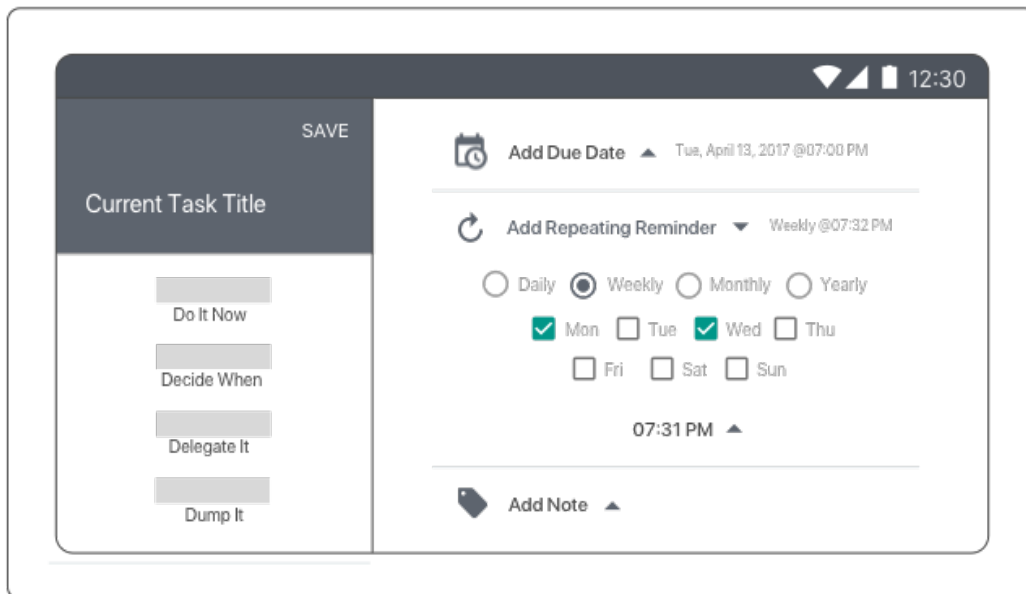 12:30
SAVE
Current Task Title
Do It Now
Decide When
Delegate It
Dump It
Add Due Date Tue, April 13, 2017 @07:00 PM
Add Repeating Reminder Weekly @07:32 PM
Daily Weekly Monthly Yearly
Mon Tue Wed Thu
Fri Sat Sun
07:31 PM
Add Note